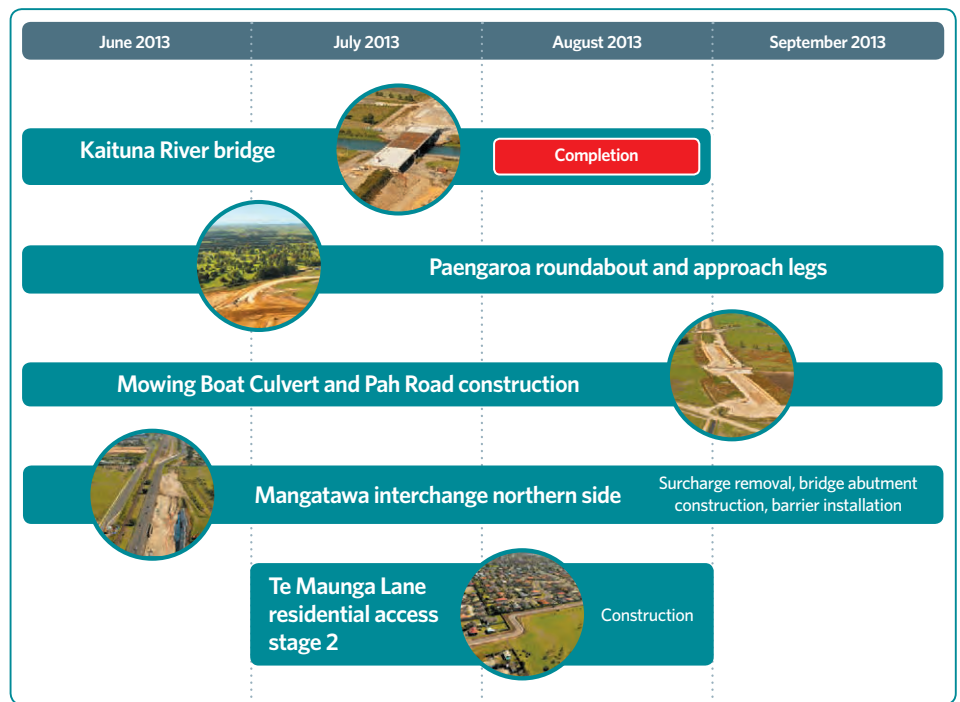 June 2013 July 2013 August 2013 September 2013
Kaituna River bridge
Completion
Paengaroa roundabout and approach legs
Mowing Boat Culvert and Pah Road construction
Mangatawa interchange northern side
Surcharge removal, bridge abutment
construction, barrier installation
Te Maunga Lane
residential access
stage 2
Construction